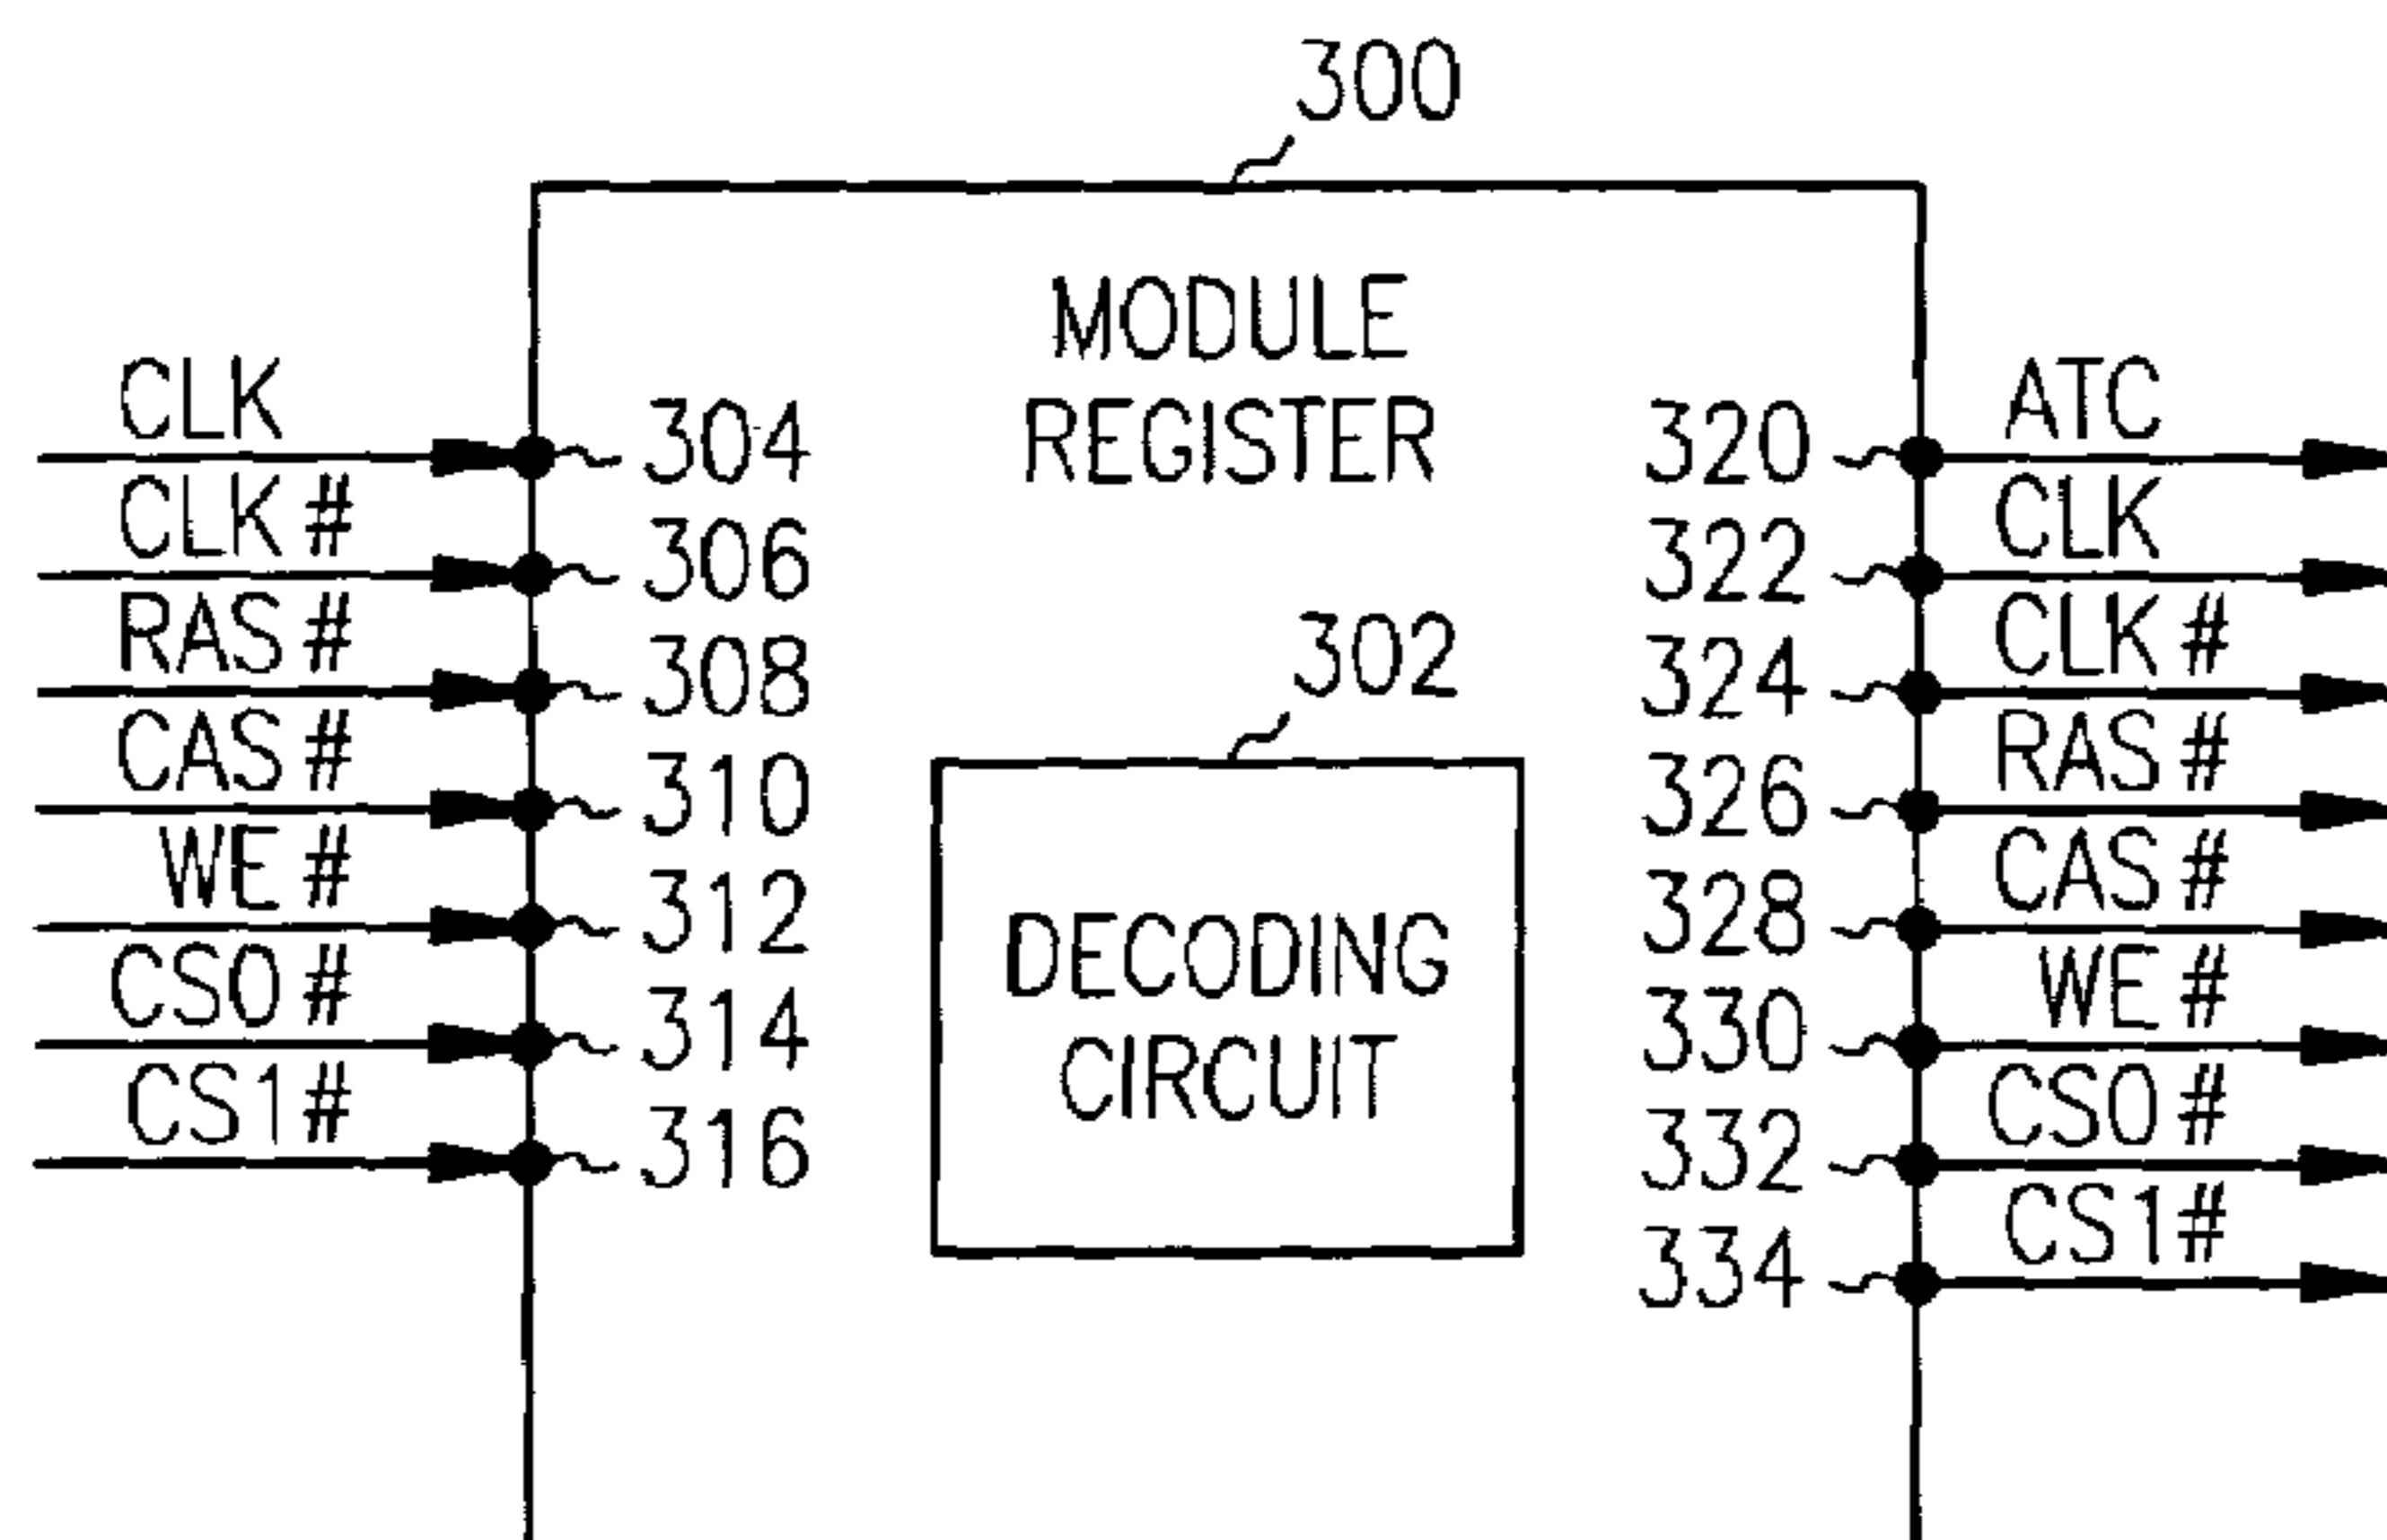 300
MODULE
REGISTER
CLK
304
CLK #
306
RAS #
308
CAS #
310
WE #
312
CS0 #
314
CS1#
316
302
DECODING
CIRCUIT
320
ATC
322
CLK
324
CLK #
326
RAS #
328
CAS #
330
WE #
332
CS0 #
334
CS1#